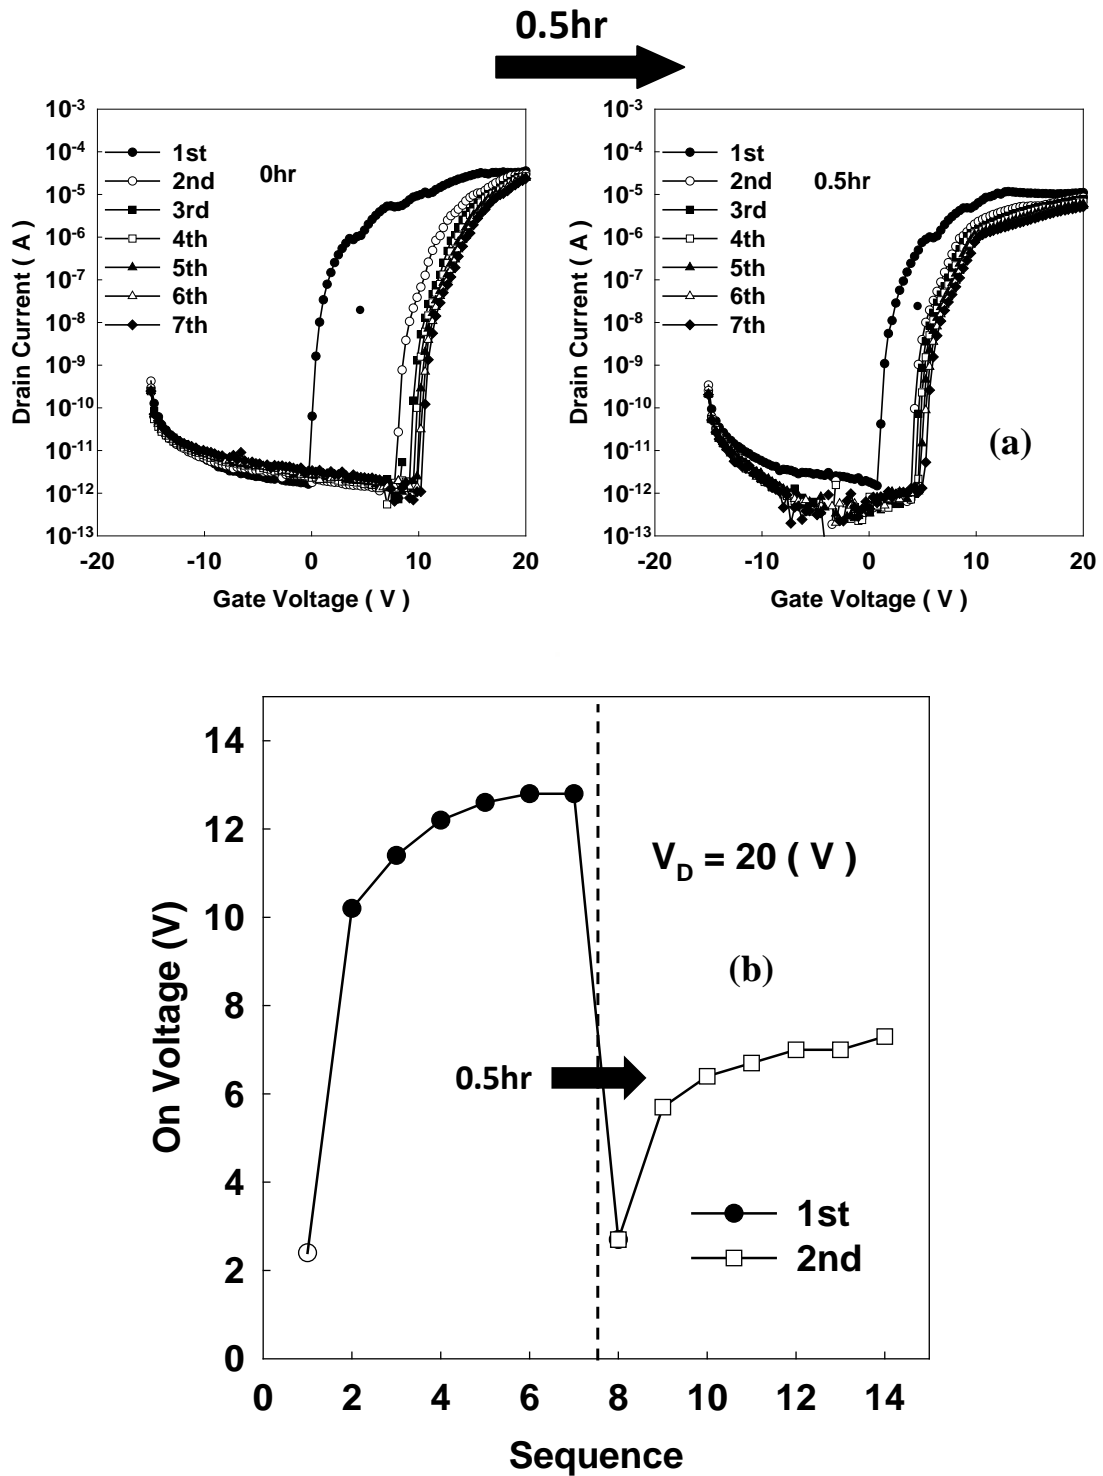 0.5hr
10-3
10-4
10-5
10-6
10-7
10-8
10-9
10-10
10-11
10-12
10-13
Drain Current ( A )
1st
2nd
3rd
4th
5th
6th
7th
0hr
-20 -10 0 10 20
Gate Voltage ( V )
10-3
10-4
10-5
10-6
10-7
10-8
10-9
10-10
10-11
10-12
10-13
Drain Current ( A )
1st
2nd
3rd
4th
5th
6th
7th
0.5hr
(a)
-20 -10 0 10 20
Gate Voltage ( V )
14
12
10
8
6
4
2
0
On Voltage (V)
VD = 20 ( V )
(b)
0.5hr
1st
2nd
0 2 4 6 8 10 12 14
Sequence